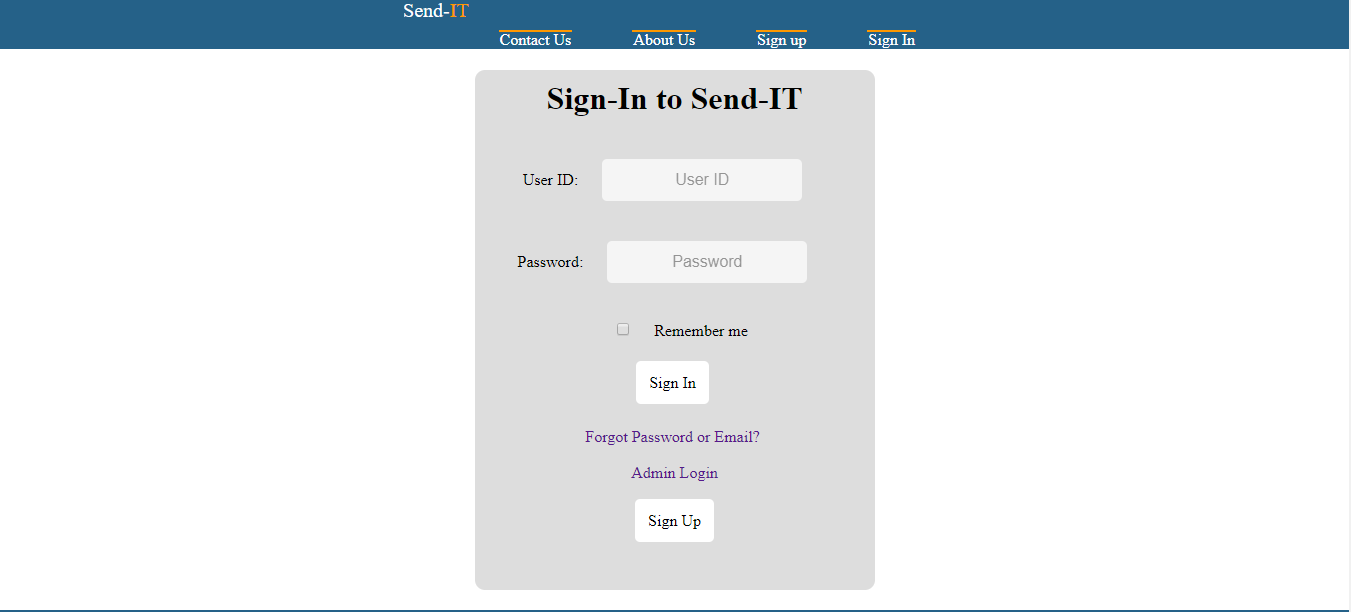 Send-IT
Contact Us About Us Sign up Sign In
Sign-In to Send-IT
User ID: User ID
Password: Password
Remember me
Sign In
Forgot Password or Email?
Admin Login
Sign Up